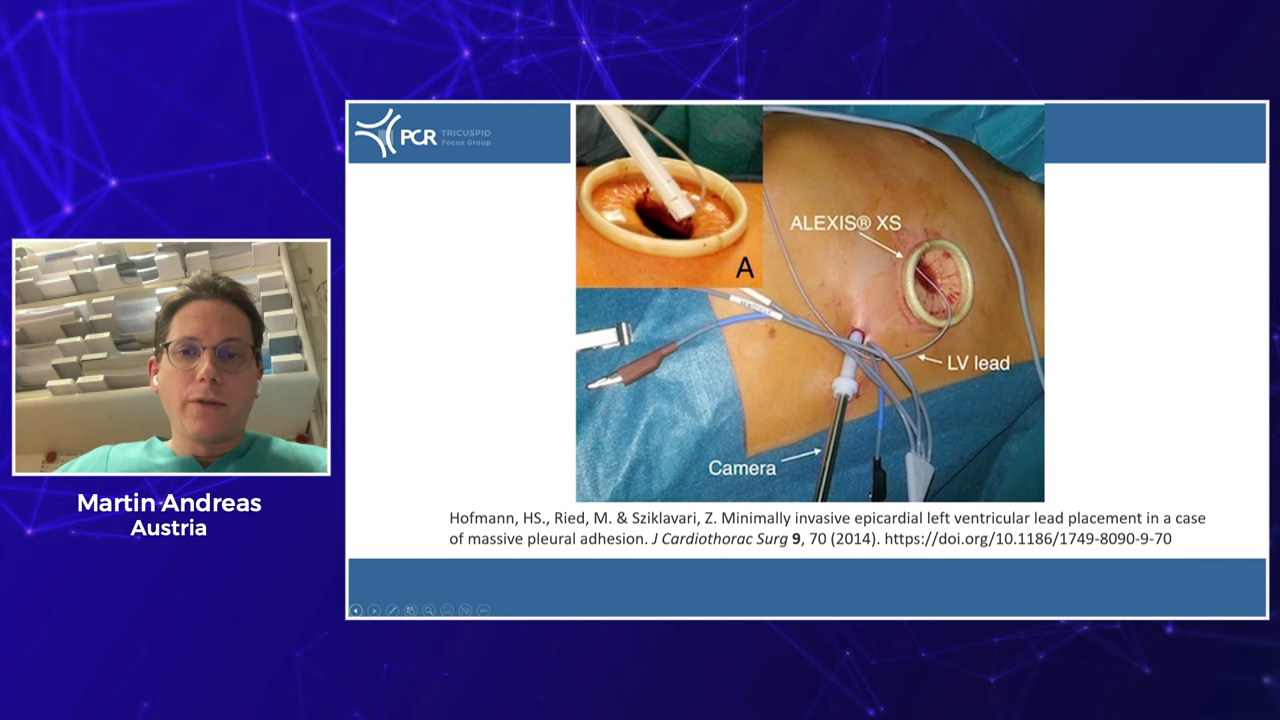 PCR TRICUSPID
Focus Group
ALEXIS® XS
A
LV lead
Camera
Martin Andreas
Austria
Hofmann, HS., Ried, M. & Sziklavari, Z. Minimally invasive epicardial left ventricular lead placement in a case
of massive pleural adhesion. J Cardiothorac Surg 9, 70 (2014). https://doi.org/10.1186/1749-8090-9-70